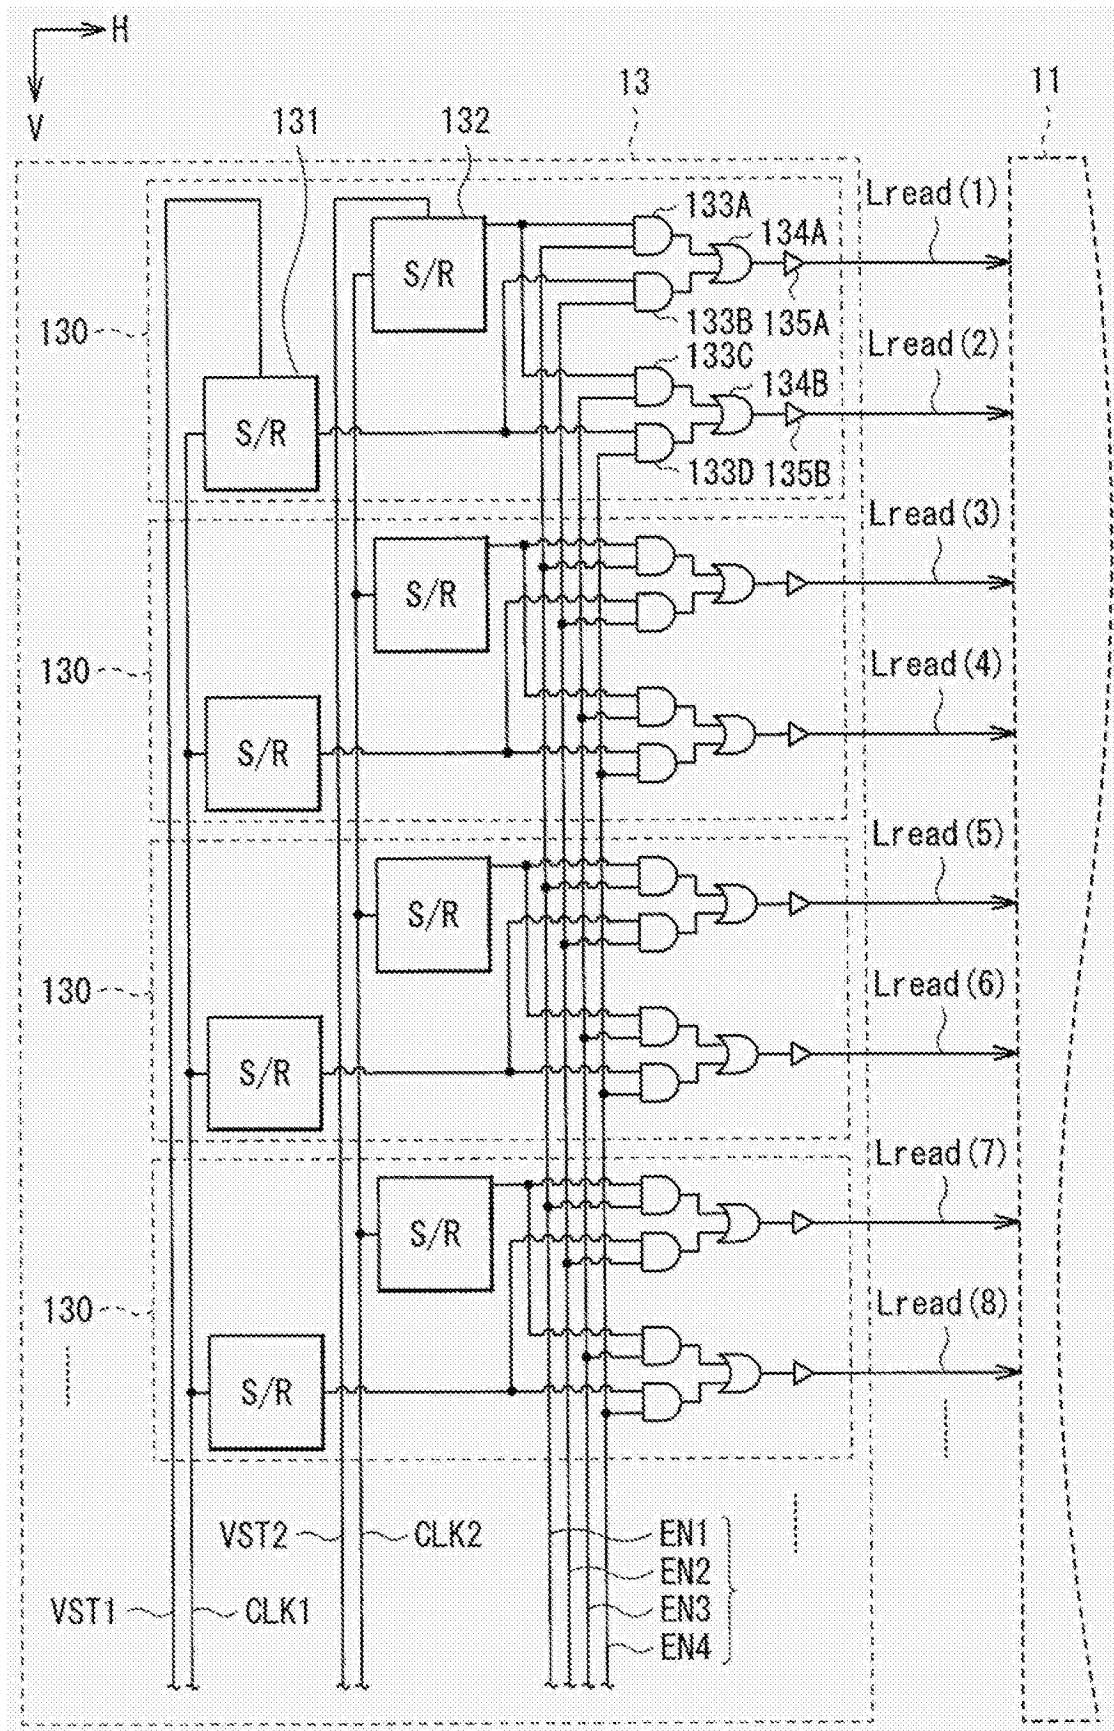 H
V
13
11
131
132
133A
134A
Lread(1)
S/R
130
133B
135A
133C
Lread(2)
134B
S/R
133D
135B
Lread(3)
S/R
130
Lread(4)
S/R
Lread(5)
S/R
130
Lread(6)
S/R
Lread(7)
S/R
130
Lread(8)
S/R
VST2
CLK2
EN1
EN2
VST1
CLK1
EN3
EN4